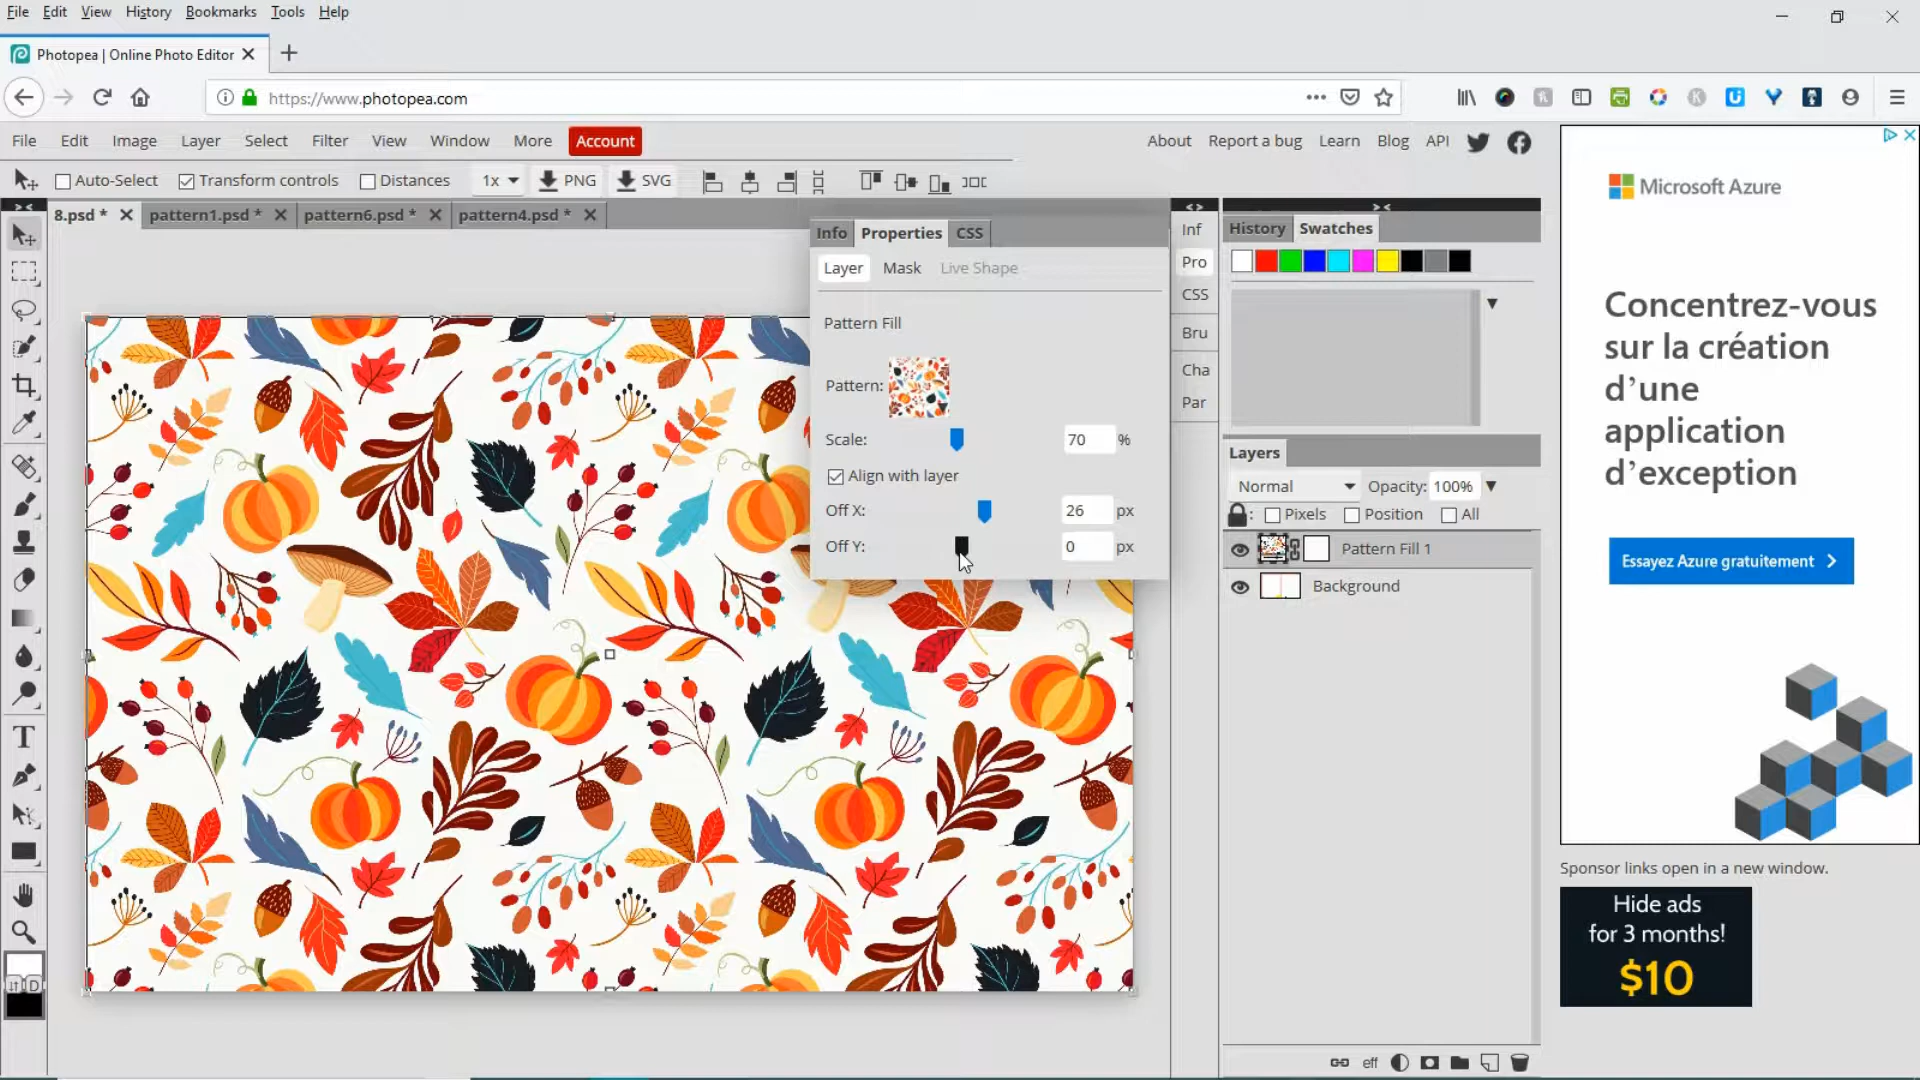 File Edit View History Bookmarks Tools Help
Photopea | Online Photo Editor
https://www.photopea.com
File Edit Image Layer Select Filter View Window More Account
About Report a bug Learn Blog API
Auto-Select Transform controls Distances 1x PNG SVG
8.psd * pattern1.psd * pattern6.psd * pattern4.psd *
Info Properties CSS
Layer Mask Live Shape
Pattern Fill
Pattern:
Scale: 70 %
Align with layer
Off X: 26 px
Off Y: 0 px
Inf
Pro
CSS
Bru
Cha
Par
History Swatches
Layers
Normal Opacity: 100%
: Pixels Position All
Pattern Fill 1
Background
eff
T
D
Microsoft Azure
Concentrez-vous
sur la création
d’une
application
d’exception
Essayez Azure gratuitement
Sponsor links open in a new window.
Hide ads
for 3 months!
$10